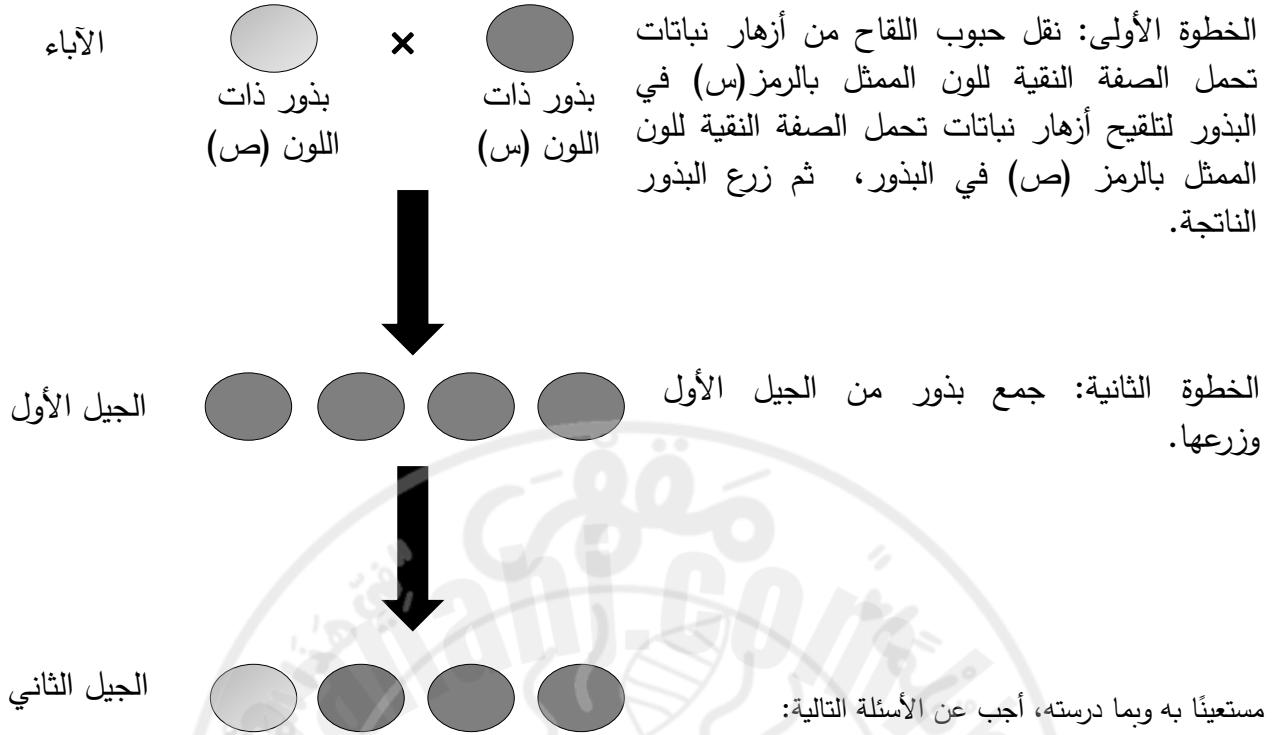 الخطوة الأولى: نقل حبوب اللقاح من أزهار نباتات
تحمل الصفة النقية للون الممثل بالرمز(س) في
البذور لتلقيح أزهار نباتات تحمل الصفة النقية للون
الممثل بالرمز (ص) في البذور، ثم زرع البذور
الناتجة.
×
الآباء
بذور ذات
اللون (س)
بذور ذات
اللون (ص)
الخطوة الثانية: جمع بذور من الجيل الأول
وزرعها.
الجيل الأول
الجيل الثاني
مستعينًا به وبما درسته، أجب عن الأسئلة التالية: